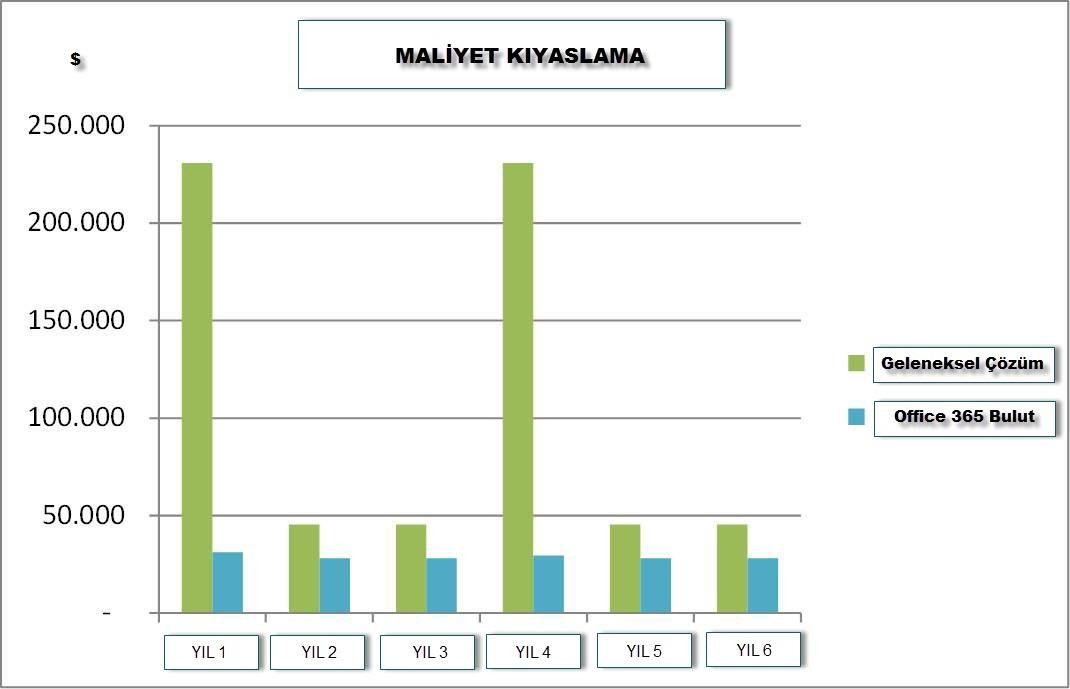 $
MALİYET KIYASLAMA
250.000
200.000
150.000
100.000
50.000
-
Geleneksel Çözüm
Office 365 Bulut
YIL 1
YIL 2
YIL 3
YIL 4
YIL 5
YIL 6